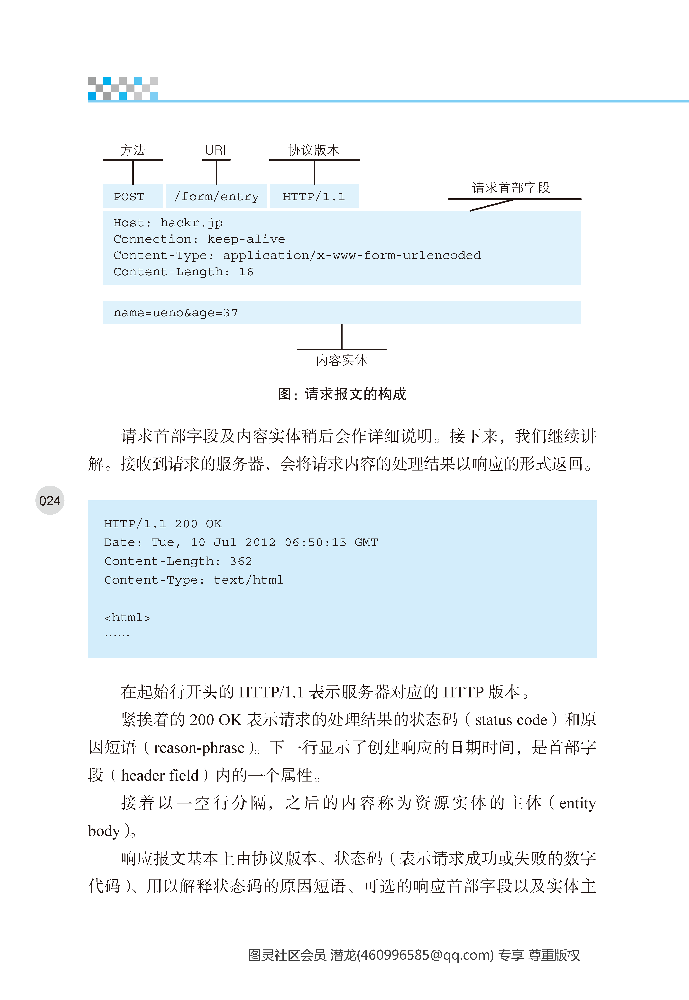 方法 URI 协议版本
请求首部字段
POST /form/entry HTTP/1.1
Host: hackr.jp
Connection: keep-alive
Content-Type: application/x-www-form-urlencoded
Content-Length: 16
name=ueno&age=37
内容实体
图：请求报文的构成
请求首部字段及内容实体稍后会作详细说明。接下来，我们继续讲
解。接收到请求的服务器，会将请求内容的处理结果以响应的形式返回。
024
HTTP/1.1 200 OK
Date: Tue, 10 Jul 2012 06:50:15 GMT
Content-Length: 362
Content-Type: text/html
<html>
……
在起始行开头的 HTTP/1.1 表示服务器对应的 HTTP 版本。
紧挨着的 200 OK 表示请求的处理结果的状态码（status code）和原
因短语（reason-phrase）。下一行显示了创建响应的日期时间，是首部字
段（header field）内的一个属性。
接着以一空行分隔，之后的内容称为资源实体的主体（entity
body）。
响应报文基本上由协议版本、状态码（表示请求成功或失败的数字
代码）、用以解释状态码的原因短语、可选的响应首部字段以及实体主
图灵社区会员 潜龙(460996585@qq.com) 专享 尊重版权